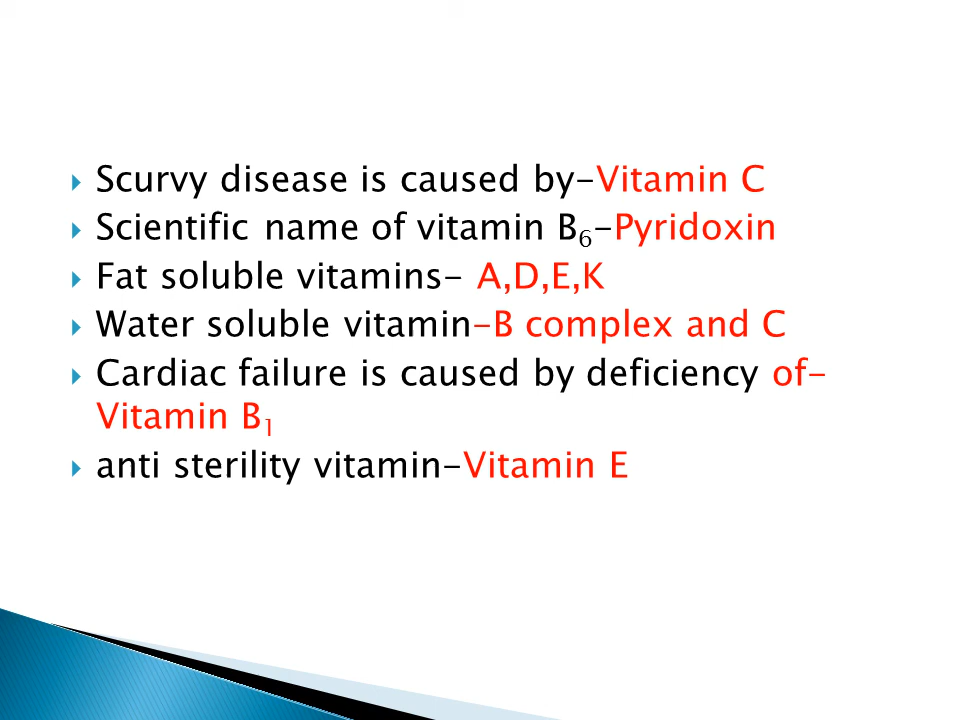 Scurvy disease is caused by-Vitamin C
Scientific name of vitamin B₆-Pyridoxin
Fat soluble vitamins- A,D,E,K
Water soluble vitamin-B complex and C
Cardiac failure is caused by deficiency of-
Vitamin B₁
anti sterility vitamin-Vitamin E